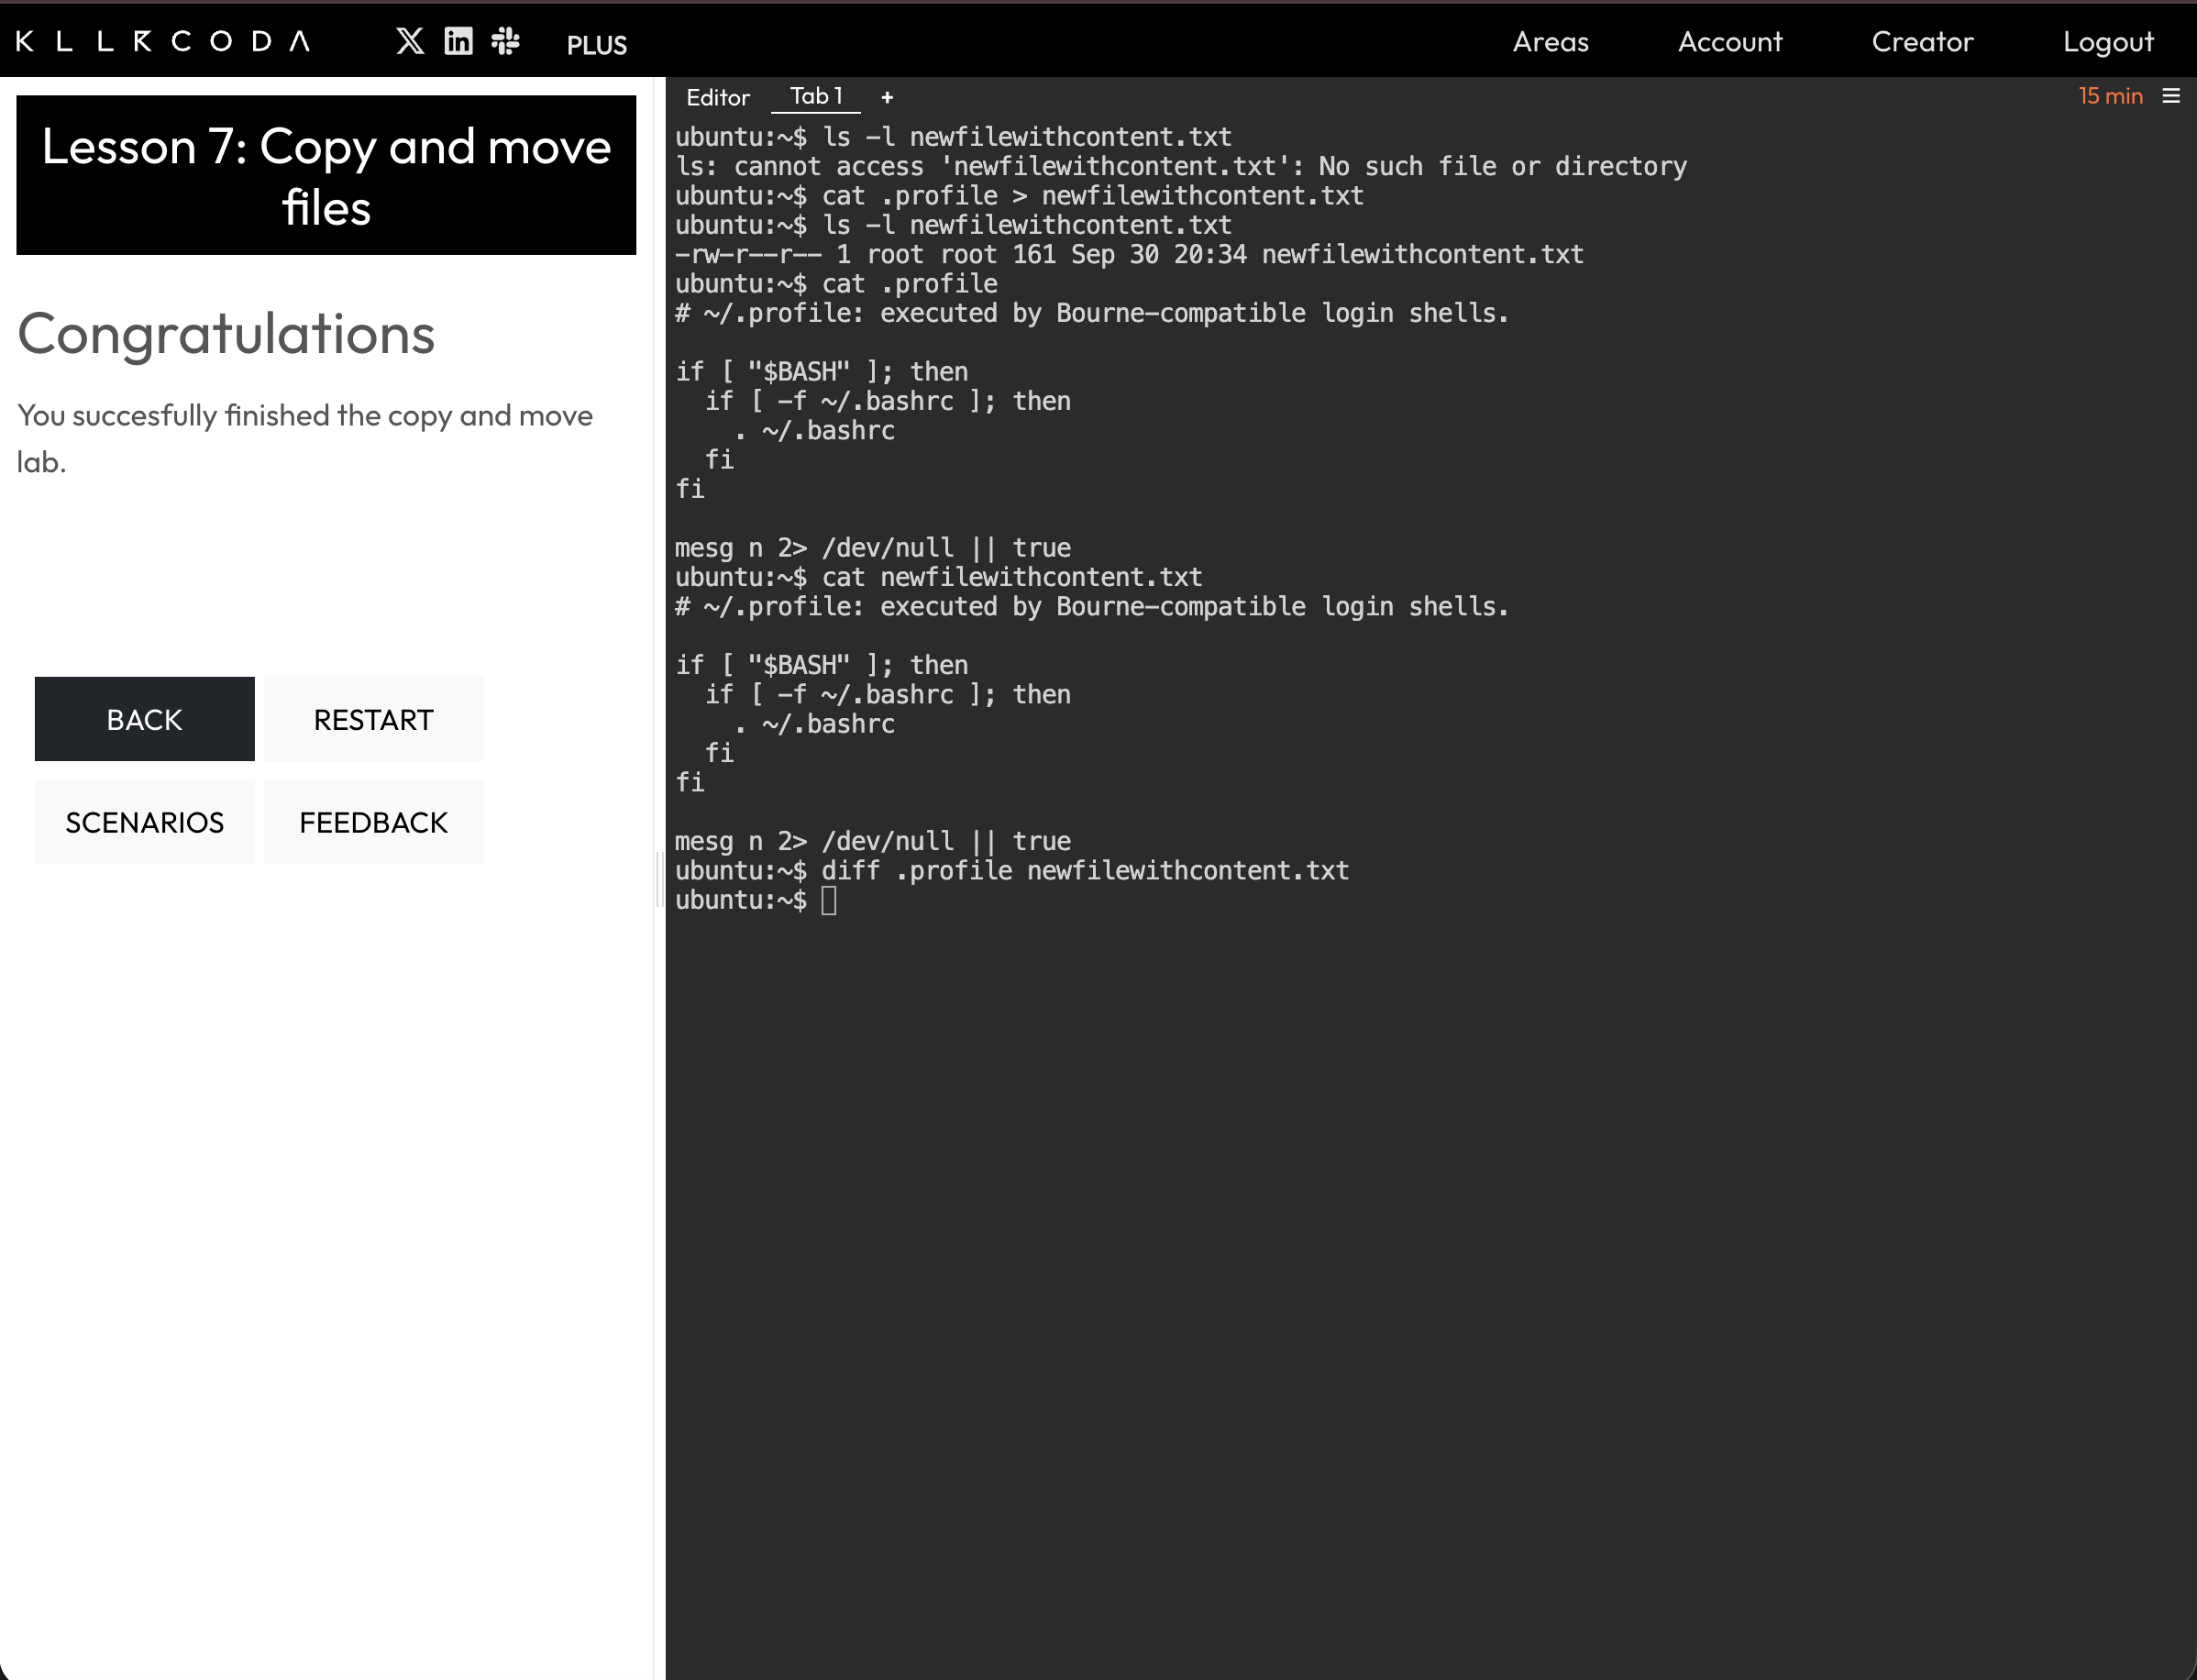 KLLRCODA
PLUS
Areas Account Creator Logout
Lesson 7: Copy and move
files
Congratulations
You succesfully finished the copy and move
lab.
BACK RESTART
SCENARIOS FEEDBACK
Editor Tab 1 +
15 min
ubuntu:~$ ls -l newfilewithcontent.txt
ls: cannot access 'newfilewithcontent.txt': No such file or directory
ubuntu:~$ cat .profile > newfilewithcontent.txt
ubuntu:~$ ls -l newfilewithcontent.txt
-rw-r--r-- 1 root root 161 Sep 30 20:34 newfilewithcontent.txt
ubuntu:~$ cat .profile
# ~/.profile: executed by Bourne-compatible login shells.

if [ "$BASH" ]; then
  if [ -f ~/.bashrc ]; then
    . ~/.bashrc
  fi
fi

mesg n 2> /dev/null || true
ubuntu:~$ cat newfilewithcontent.txt
# ~/.profile: executed by Bourne-compatible login shells.

if [ "$BASH" ]; then
  if [ -f ~/.bashrc ]; then
    . ~/.bashrc
  fi
fi

mesg n 2> /dev/null || true
ubuntu:~$ diff .profile newfilewithcontent.txt
ubuntu:~$